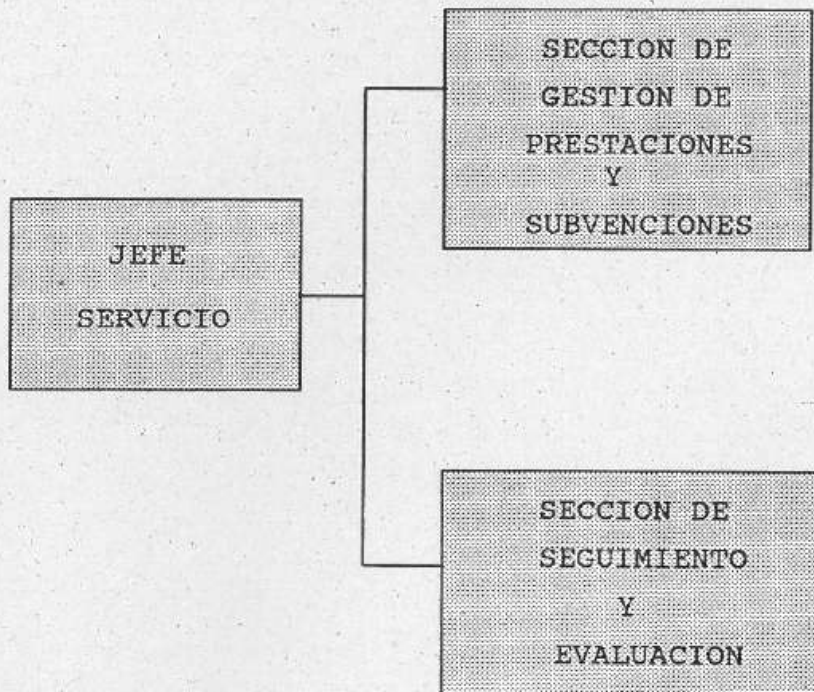 JEFE
SERVICIO
SECCION DE
GESTION DE
PRESTACIONES
Y
SUBVENCIONES
SECCION DE
SEGUIMIENTO
Y
EVALUACION